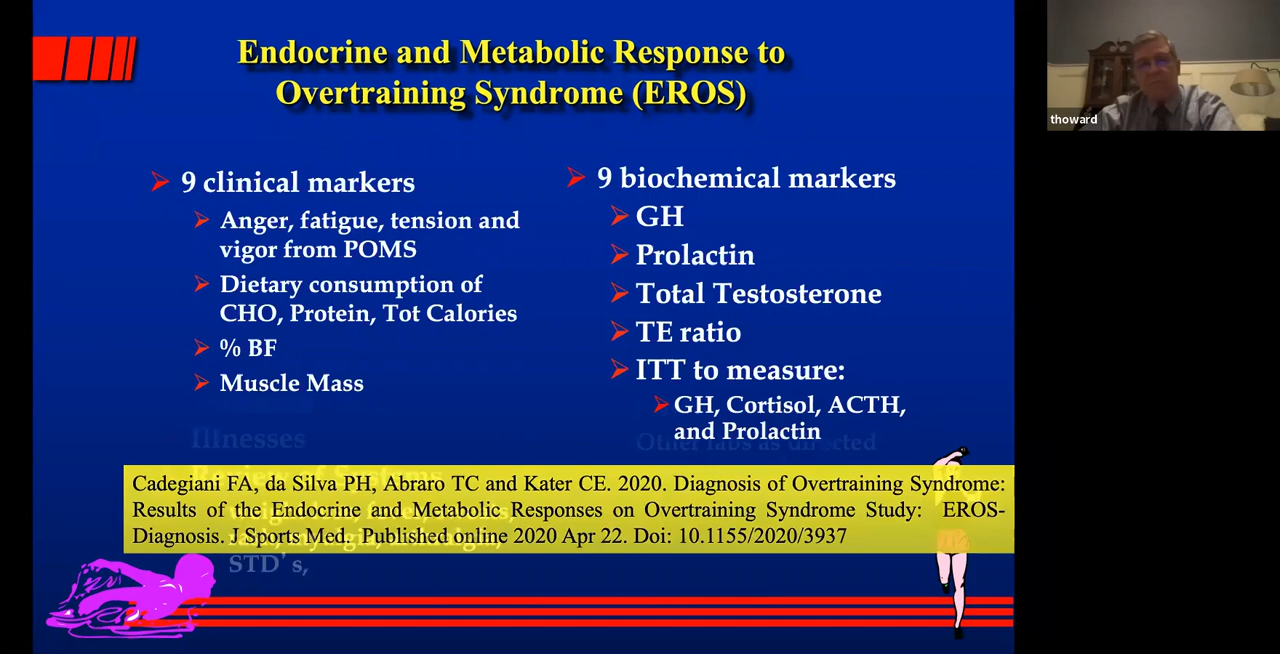 Endocrine and Metabolic Response to
Overtraining Syndrome (EROS)
9 clinical markers
Anger, fatigue, tension and
vigor from POMS
Dietary consumption of
CHO, Protein, Tot Calories
% BF
Muscle Mass
Illnesses
Review of Systems
STD's,
9 biochemical markers
GH
Prolactin
Total Testosterone
TE ratio
ITT to measure:
GH, Cortisol, ACTH,
and Prolactin
Other labs as directed
Cadegiani FA, da Silva PH, Abraro TC and Kater CE. 2020. Diagnosis of Overtraining Syndrome:
Results of the Endocrine and Metabolic Responses on Overtraining Syndrome Study: EROS-
Diagnosis. J Sports Med. Published online 2020 Apr 22. Doi: 10.1155/2020/3937
thoward